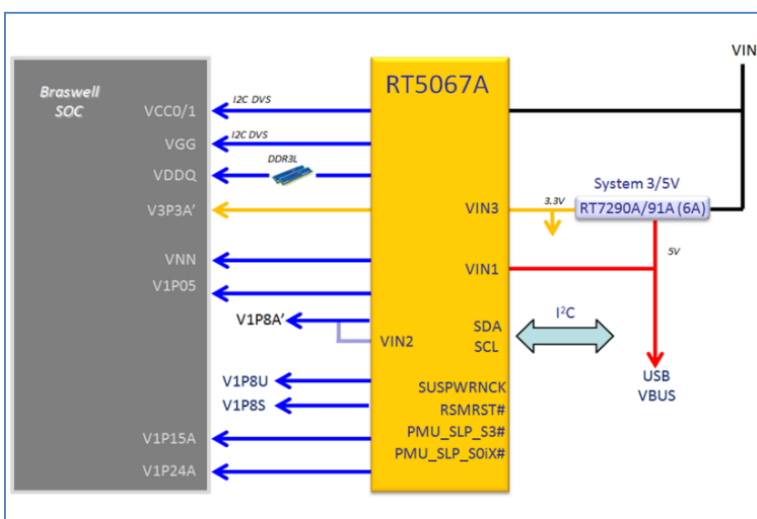 Braswell
SOC
VCC0/1
VGG
VDDQ
V3P3A'
VNN
V1P05
V1P15A
V1P24A
I2C DVS
I2C DVS
DDR3L
V1P8A'
V1P8U
V1P8S
RT5067A
VIN3
VIN1
VIN2
SDA
SCL
SUSPWRNCK
RSMRST#
PMU_SLP_S3#
PMU_SLP_S0iX#
VIN
System 3/5V
RT7290A/91A (6A)
3.3V
5V
I²C
USB
VBUS